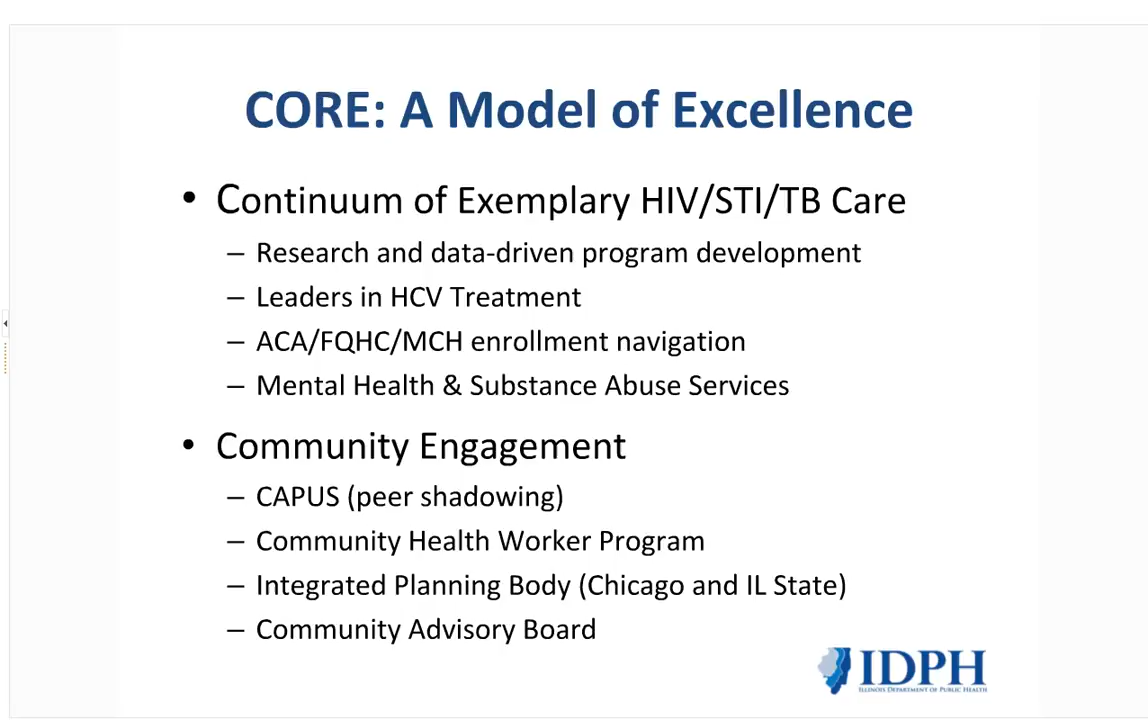 CORE: A Model of Excellence
• Continuum of Exemplary HIV/STI/TB Care
– Research and data-driven program development
– Leaders in HCV Treatment
– ACA/FQHC/MCH enrollment navigation
– Mental Health & Substance Abuse Services
• Community Engagement
– CAPUS (peer shadowing)
– Community Health Worker Program
– Integrated Planning Body (Chicago and IL State)
– Community Advisory Board
IDPH
ILLINOIS DEPARTMENT OF PUBLIC HEALTH